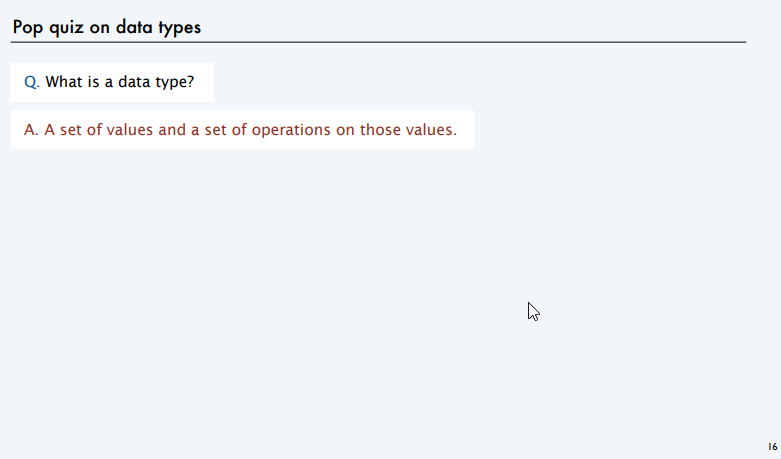 Pop quiz on data types
Q. What is a data type?
A. A set of values and a set of operations on those values.
16